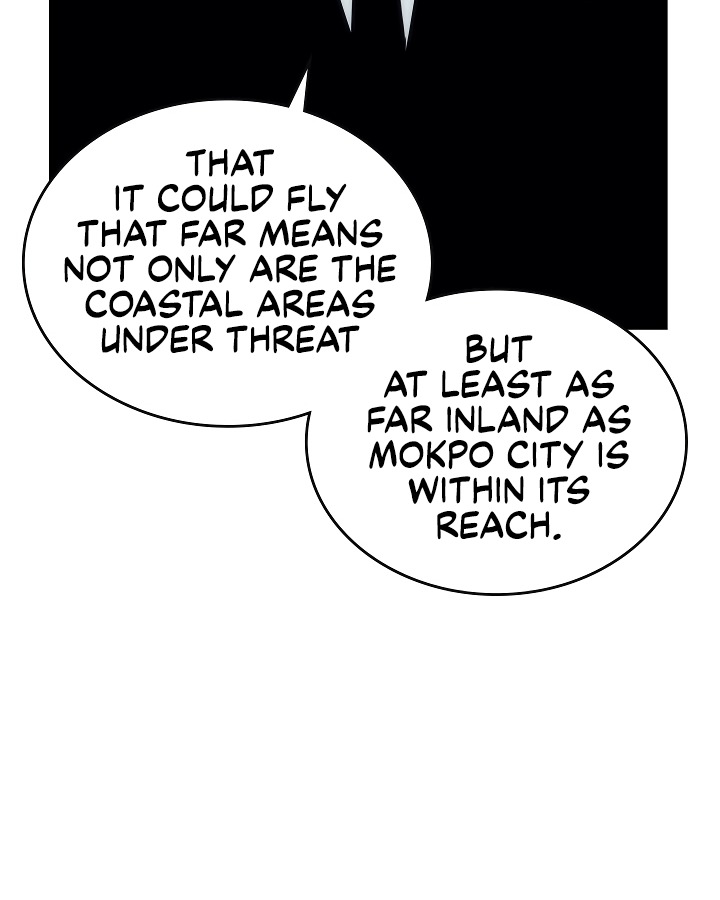 THAT
IT COULD FLY
THAT FAR MEANS
NOT ONLY ARE THE
COASTAL AREAS
UNDER THREAT
BUT
AT LEAST AS
FAR INLAND AS
MOKPO CITY IS
WITHIN ITS
REACH.